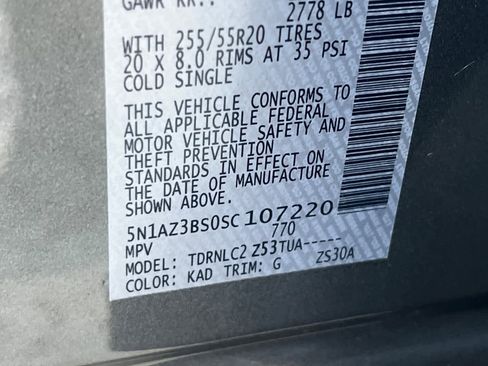 GAWR RR.:
2778 LB
WITH 255/55R20 TIRES
20 X 8.0 RIMS AT 35 PSI
COLD SINGLE
THIS VEHICLE CONFORMS TO
ALL APPLICABLE FEDERAL
MOTOR VEHICLE SAFETY AND
THEFT PREVENTION
STANDARDS IN EFFECT ON
THE DATE OF MANUFACTURE
SHOWN ABOVE.
5N1AZ3BS0SC107220
MPV 770
MODEL: TDRNLC2 Z53TUA-----
COLOR: KAD TRIM: G ZS30A